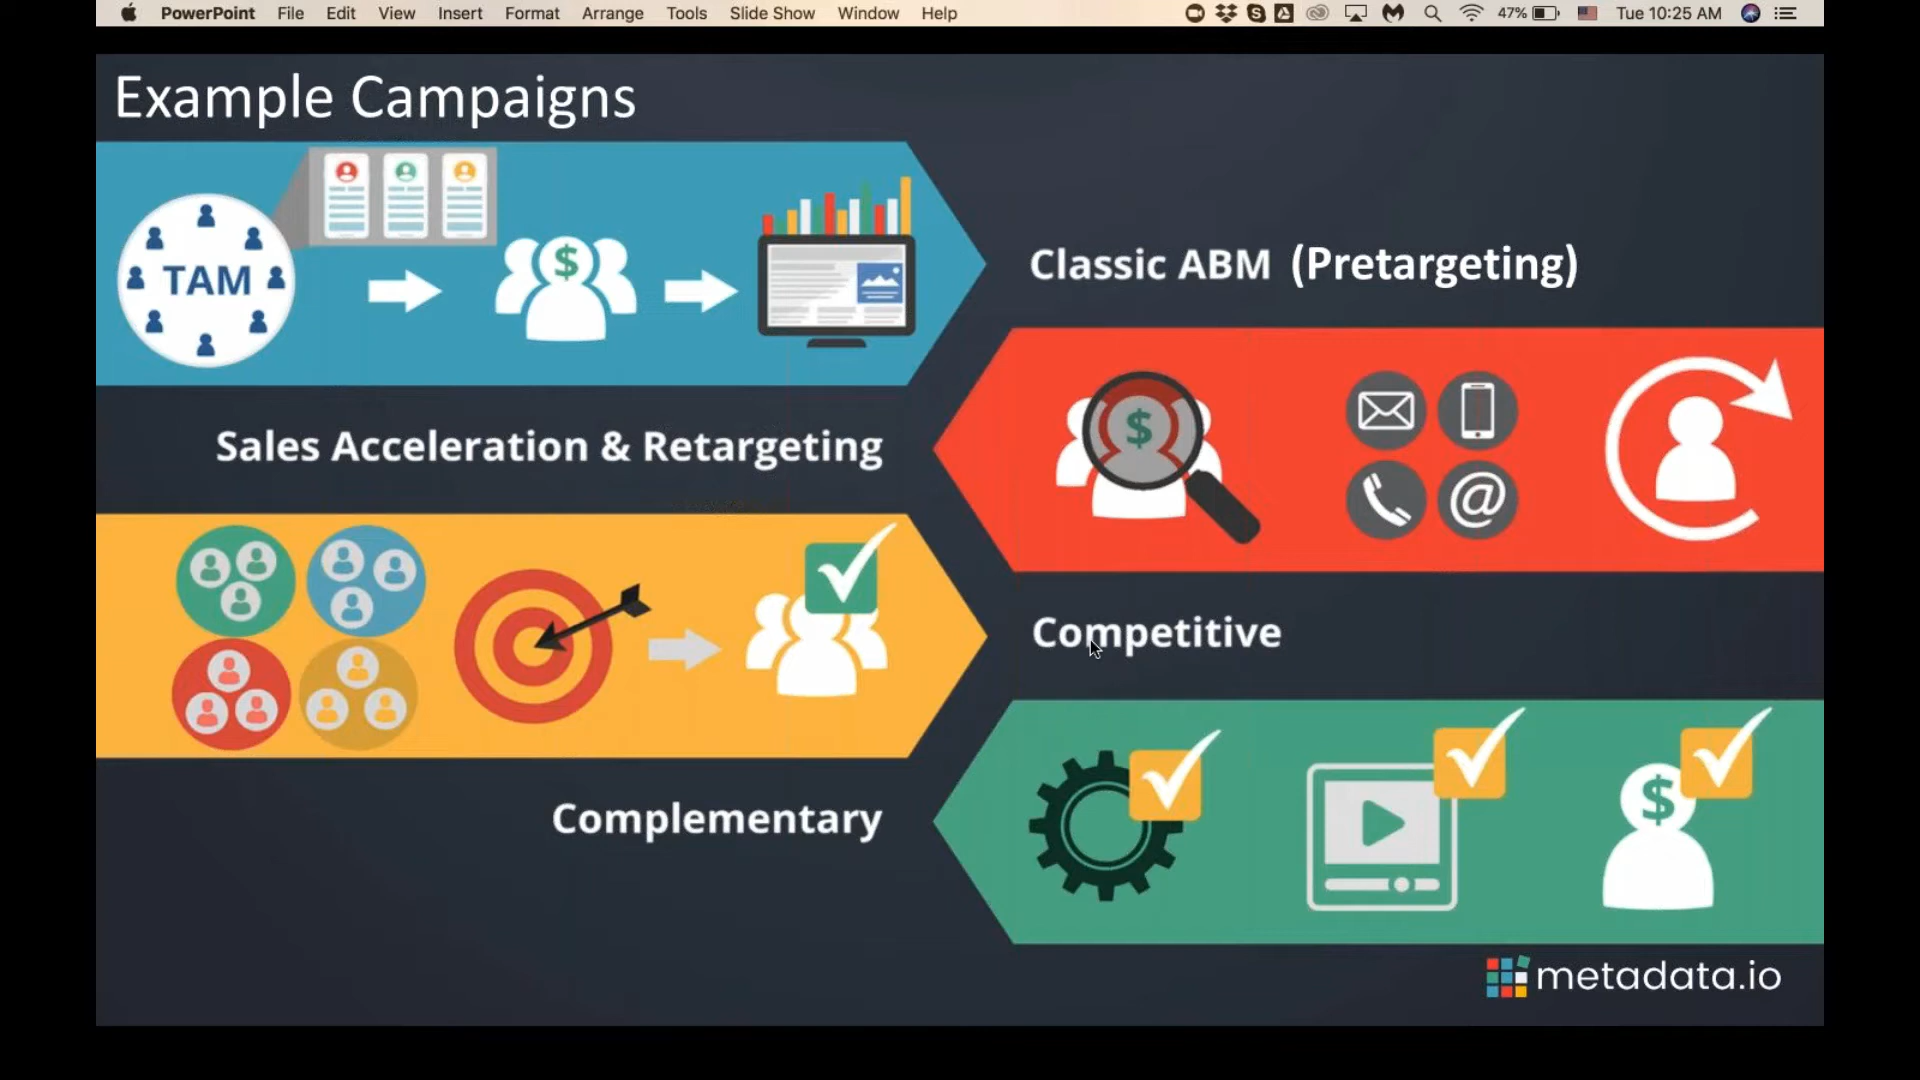 PowerPoint File Edit View Insert Format Arrange Tools Slide Show Window Help 47% Tue 10:25 AM
Example Campaigns
TAM
$
Classic ABM (Pretargeting)
Sales Acceleration & Retargeting
$
@
Competitive
Complementary
$
metadata.io